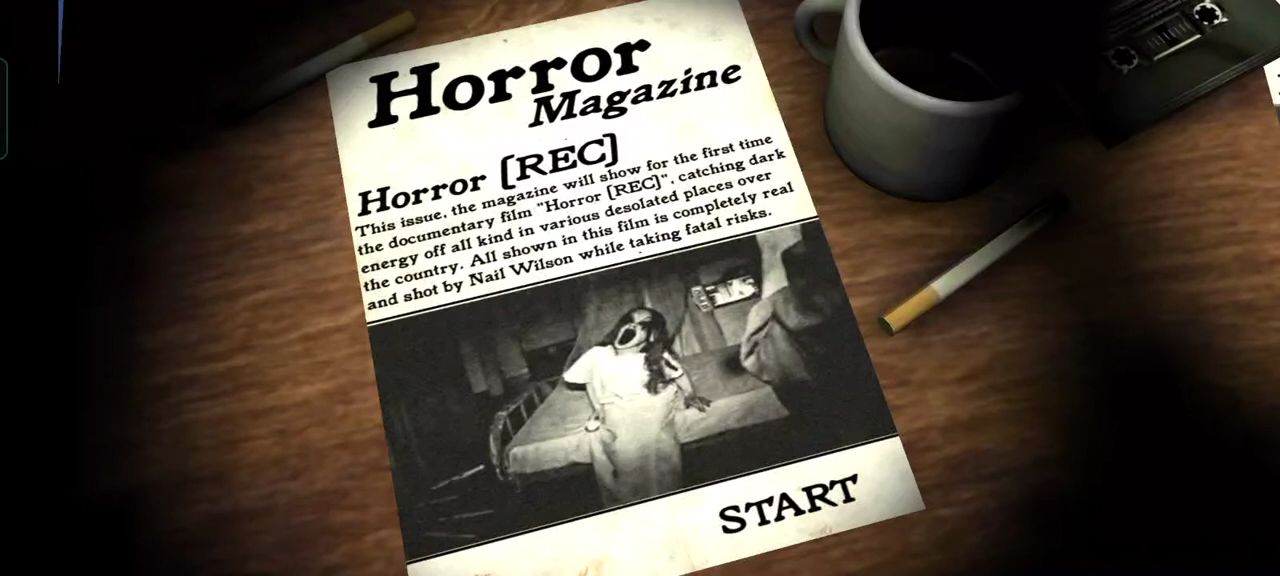 Horror
Magazine
Horror [REC]
This issue, the magazine will show for the first time
the documentary film "Horror [REC]", catching dark
energy off all kind in various desolated places over
the country. All shown in this film is completely real
and shot by Nail Wilson while taking fatal risks.
START